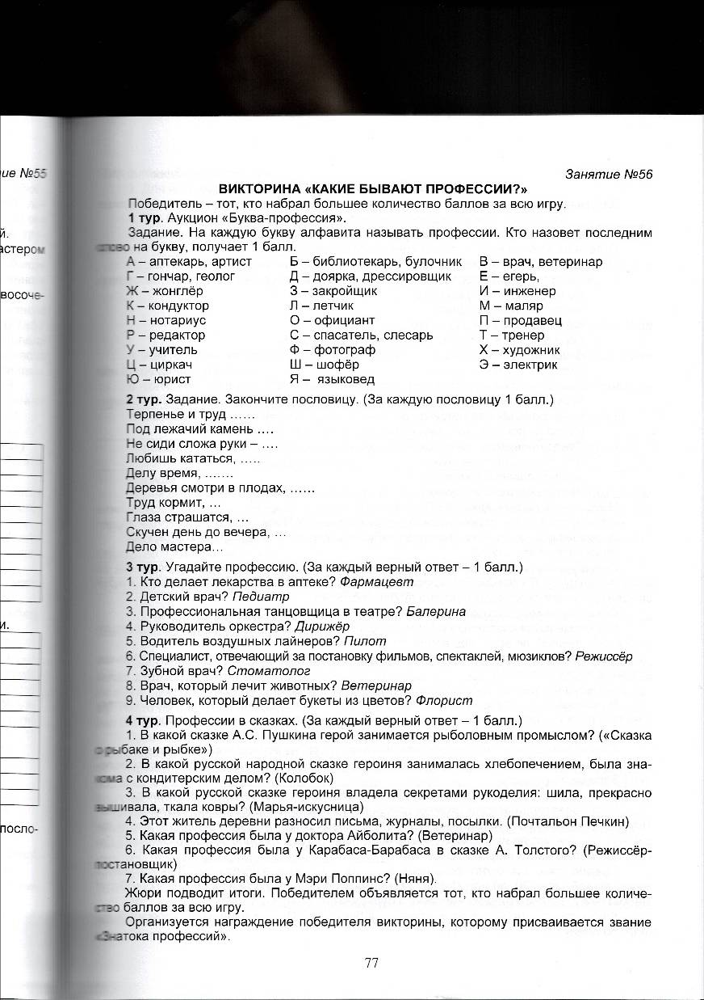 ие №55
й.
астером
восоче-
и.
посло-
Занятие №56
ВИКТОРИНА «КАКИЕ БЫВАЮТ ПРОФЕССИИ?»
Победитель – тот, кто набрал большее количество баллов за всю игру.
1 тур. Аукцион «Буква-профессия».
Задание. На каждую букву алфавита называть профессии. Кто назовет последним
слово на букву, получает 1 балл.
А – аптекарь, артист Б – библиотекарь, булочник В – врач, ветеринар
Г – гончар, геолог Д – доярка, дрессировщик Е – егерь,
Ж – жонглёр З – закройщик И – инженер
К – кондуктор Л – летчик М – маляр
Н – нотариус О – официант П – продавец
Р – редактор С – спасатель, слесарь Т – тренер
У – учитель Ф – фотограф Х – художник
Ц – циркач Ш – шофёр Э – электрик
Ю – юрист Я – языковед
2 тур. Задание. Закончите пословицу. (За каждую пословицу 1 балл.)
Терпенье и труд ……
Под лежачий камень ….
Не сиди сложа руки – ….
Любишь кататься, …..
Делу время, …….
Деревья смотри в плодах, ……
Труд кормит, …
Глаза страшатся, …
Скучен день до вечера, …
Дело мастера…
3 тур. Угадайте профессию. (За каждый верный ответ – 1 балл.)
1. Кто делает лекарства в аптеке? Фармацевт
2. Детский врач? Педиатр
3. Профессиональная танцовщица в театре? Балерина
4. Руководитель оркестра? Дирижёр
5. Водитель воздушных лайнеров? Пилот
6. Специалист, отвечающий за постановку фильмов, спектаклей, мюзиклов? Режиссёр
7. Зубной врач? Стоматолог
8. Врач, который лечит животных? Ветеринар
9. Человек, который делает букеты из цветов? Флорист
4 тур. Профессии в сказках. (За каждый верный ответ – 1 балл.)
1. В какой сказке А.С. Пушкина герой занимается рыболовным промыслом? («Сказка
о рыбаке и рыбке»)
2. В какой русской народной сказке героиня занималась хлебопечением, была зна-
кома с кондитерским делом? (Колобок)
3. В какой русской сказке героиня владела секретами рукоделия: шила, прекрасно
вышивала, ткала ковры? (Марья-искусница)
4. Этот житель деревни разносил письма, журналы, посылки. (Почтальон Печкин)
5. Какая профессия была у доктора Айболита? (Ветеринар)
6. Какая профессия была у Карабаса-Барабаса в сказке А. Толстого? (Режиссёр-
постановщик)
7. Какая профессия была у Мэри Поппинс? (Няня).
Жюри подводит итоги. Победителем объявляется тот, кто набрал большее количе-
ство баллов за всю игру.
Организуется награждение победителя викторины, которому присваивается звание
«Знатока профессий».
77